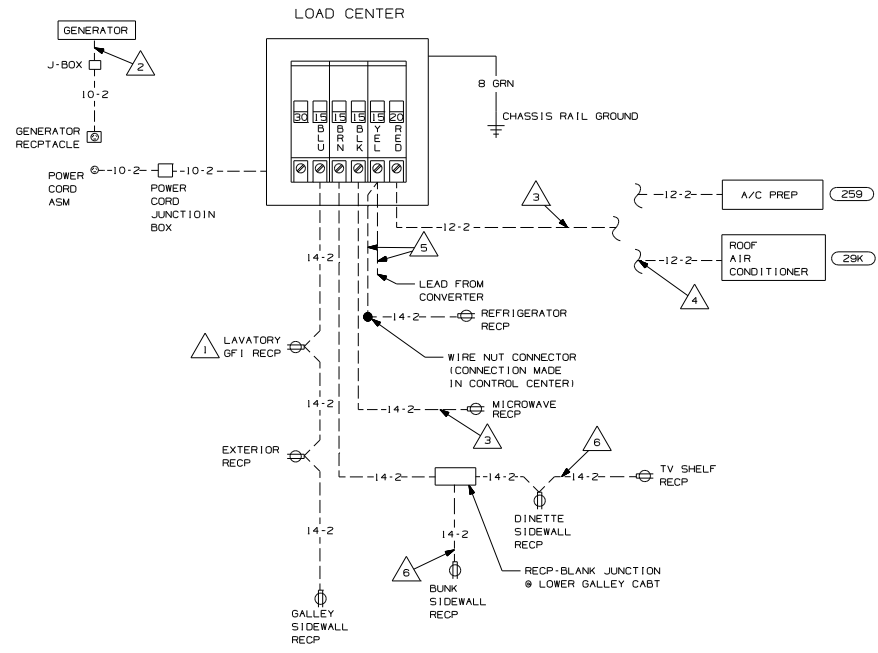 LOAD CENTER
GENERATOR
2
J-BOX
10-2
GENERATOR
RECPTACLE
8 GRN
CHASSIS RAIL GROUND
30
15
15
15
15
20
BLU
BRN
BLK
YEL
RED
POWER
CORD
ASM
10-2
10-2
POWER
CORD
JUNCTIOIN
BOX
3
12-2
A/C PREP
259
12-2
5
14-2
ROOF
AIR
CONDITIONER
29K
12-2
4
LEAD FROM
CONVERTER
14-2
REFRIGERATOR
RECP
1
LAVATORY
GFI RECP
WIRE NUT CONNECTOR
(CONNECTION MADE
IN CONTROL CENTER)
14-2
14-2
MICROWAVE
RECP
3
6
EXTERIOR
RECP
14-2
14-2
14-2
TV SHELF
RECP
DINETTE
SIDEWALL
RECP
14-2
14-2
6
RECP-BLANK JUNCTION
@ LOWER GALLEY CABT
BUNK
SIDEWALL
RECP
GALLEY
SIDEWALL
RECP